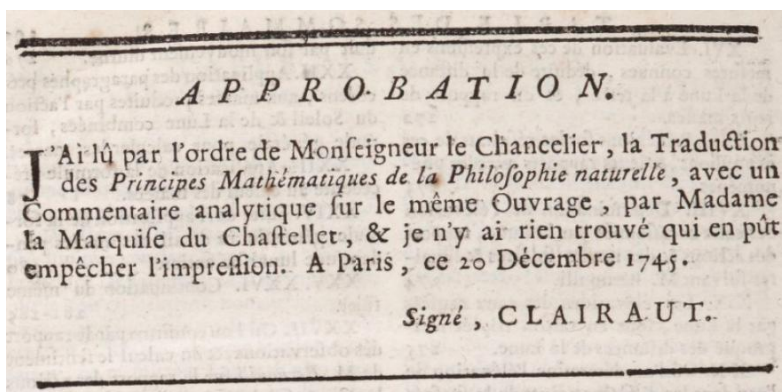 APPROBATION.
J'Ai lû par l'ordre de Monſeigneur le Chancelier, la Traduction
des Principes Mathématiques de la Philoſophie naturelle, avec un
Commentaire analytique ſur le même Ouvrage, par Madame
la Marquiſe du Chaſtellet, & je n'y ai rien trouvé qui en pût
empêcher l'impreſſion. A Paris, ce 20 Décembre 1745.
Signé, CLAIRAUT.